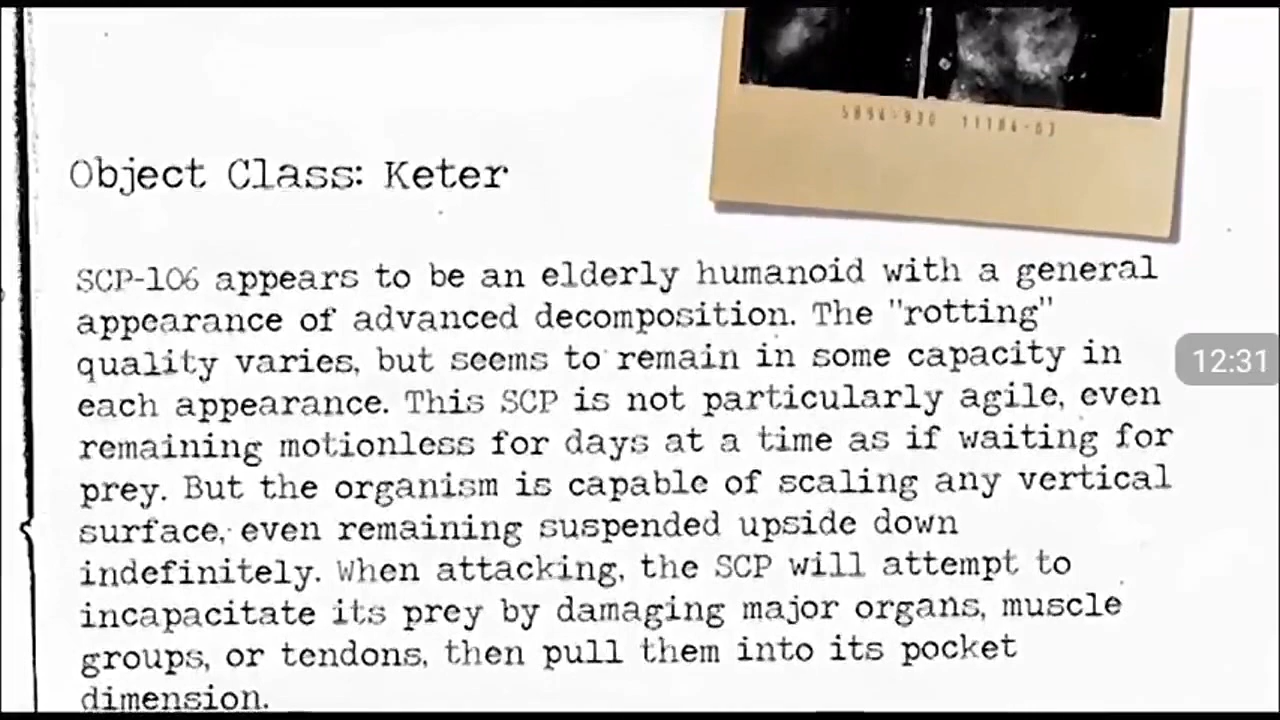 5894-930 11184-03
Object Class: Keter
SCP-106 appears to be an elderly humanoid with a general
appearance of advanced decomposition. The "rotting"
quality varies, but seems to remain in some capacity in
each appearance. This SCP is not particularly agile, even
remaining motionless for days at a time as if waiting for
prey. But the organism is capable of scaling any vertical
surface, even remaining suspended upside down
indefinitely. When attacking, the SCP will attempt to
incapacitate its prey by damaging major organs, muscle
groups, or tendons, then pull them into its pocket
dimension.
12:31